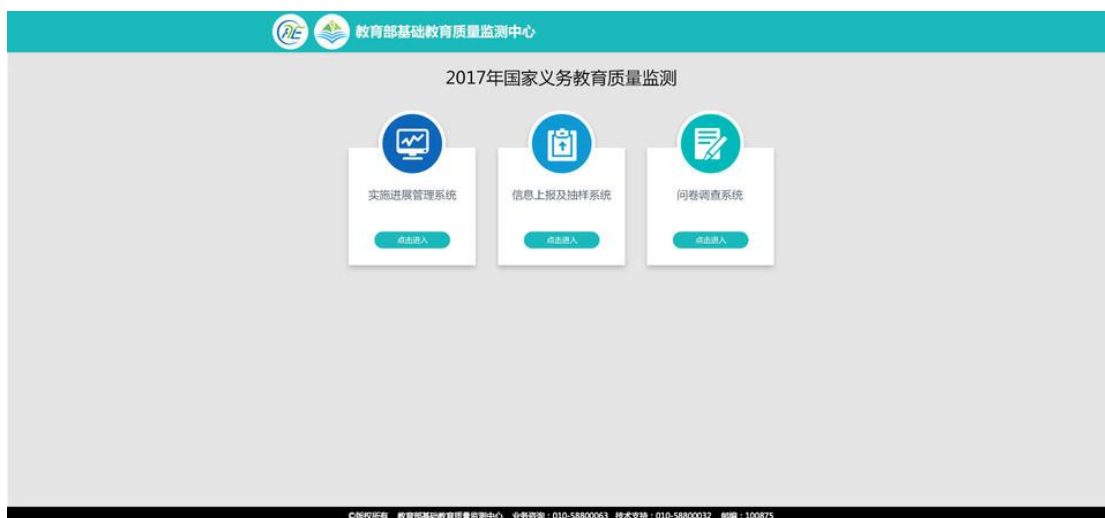 教育部基础教育质量监测中心
2017年国家义务教育质量监测
实施进展管理系统
信息上报及抽样系统
问卷调查系统
点击进入
点击进入
点击进入
©版权所有 教育部基础教育质量监测中心 业务咨询：010-58800063 技术支持：010-58800032 邮编：100875